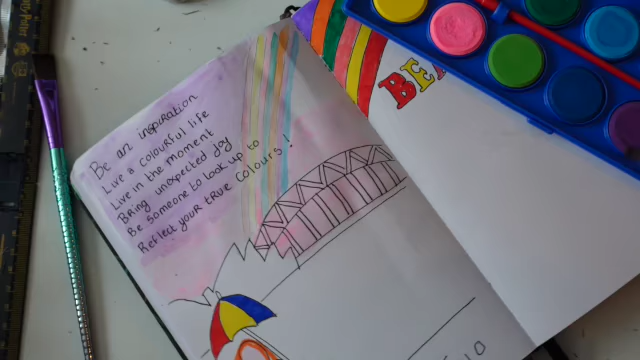 Be an inspiration
Live a colourful life
Live in the moment
Bring unexpected joy
Be someone to look up to
Reflect your true colours!
BE